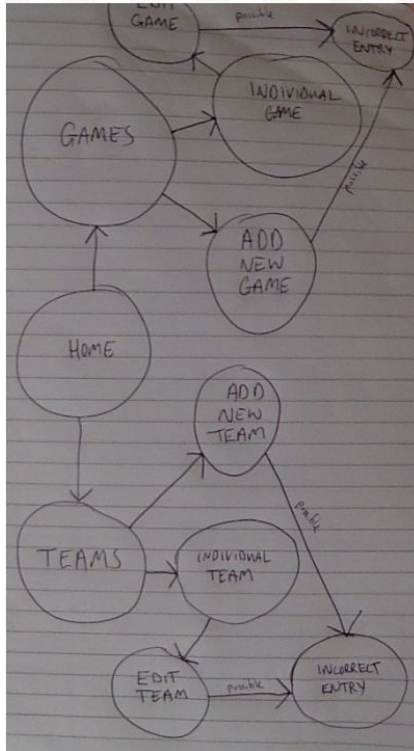 EDIT
GAME
possible
INCORRECT
ENTRY
INDIVIDUAL
GAME
GAMES
possible
ADD
NEW
GAME
HOME
ADD
NEW
TEAM
possible
TEAMS
INDIVIDUAL
TEAM
EDIT
TEAM
possible
INCORRECT
ENTRY